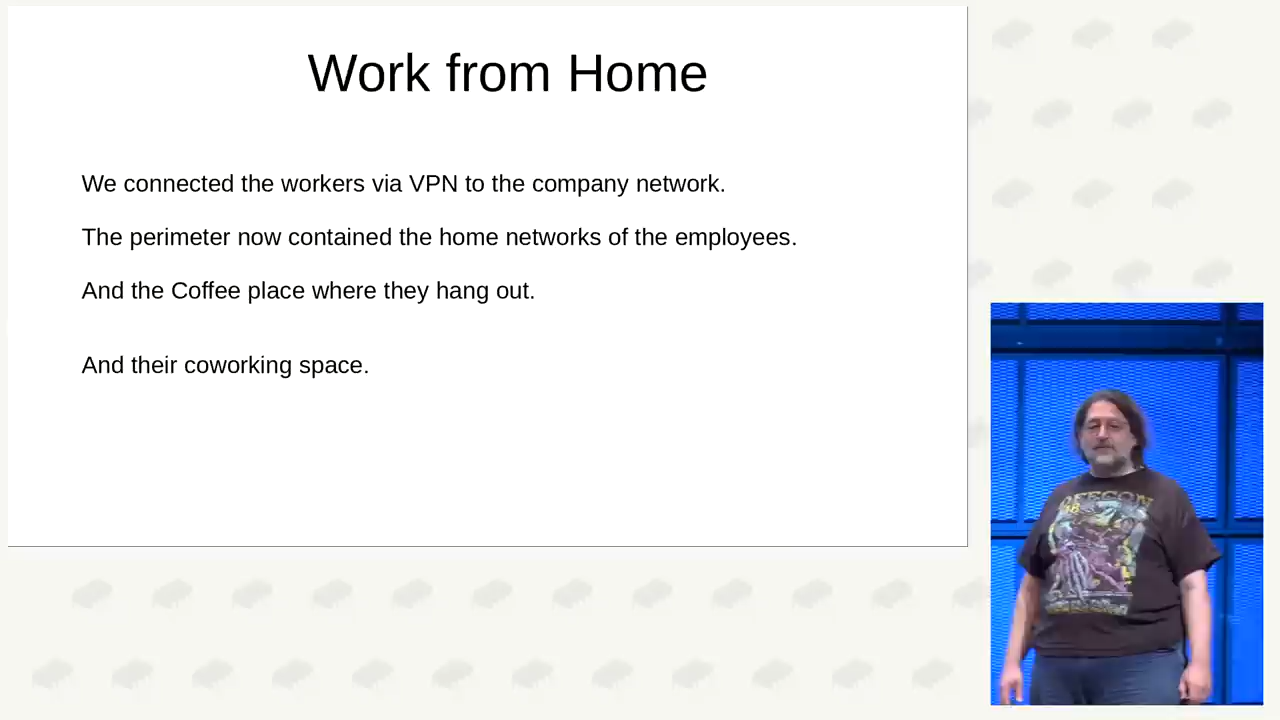 Work from Home
We connected the workers via VPN to the company network.
The perimeter now contained the home networks of the employees.
And the Coffee place where they hang out.
And their coworking space.